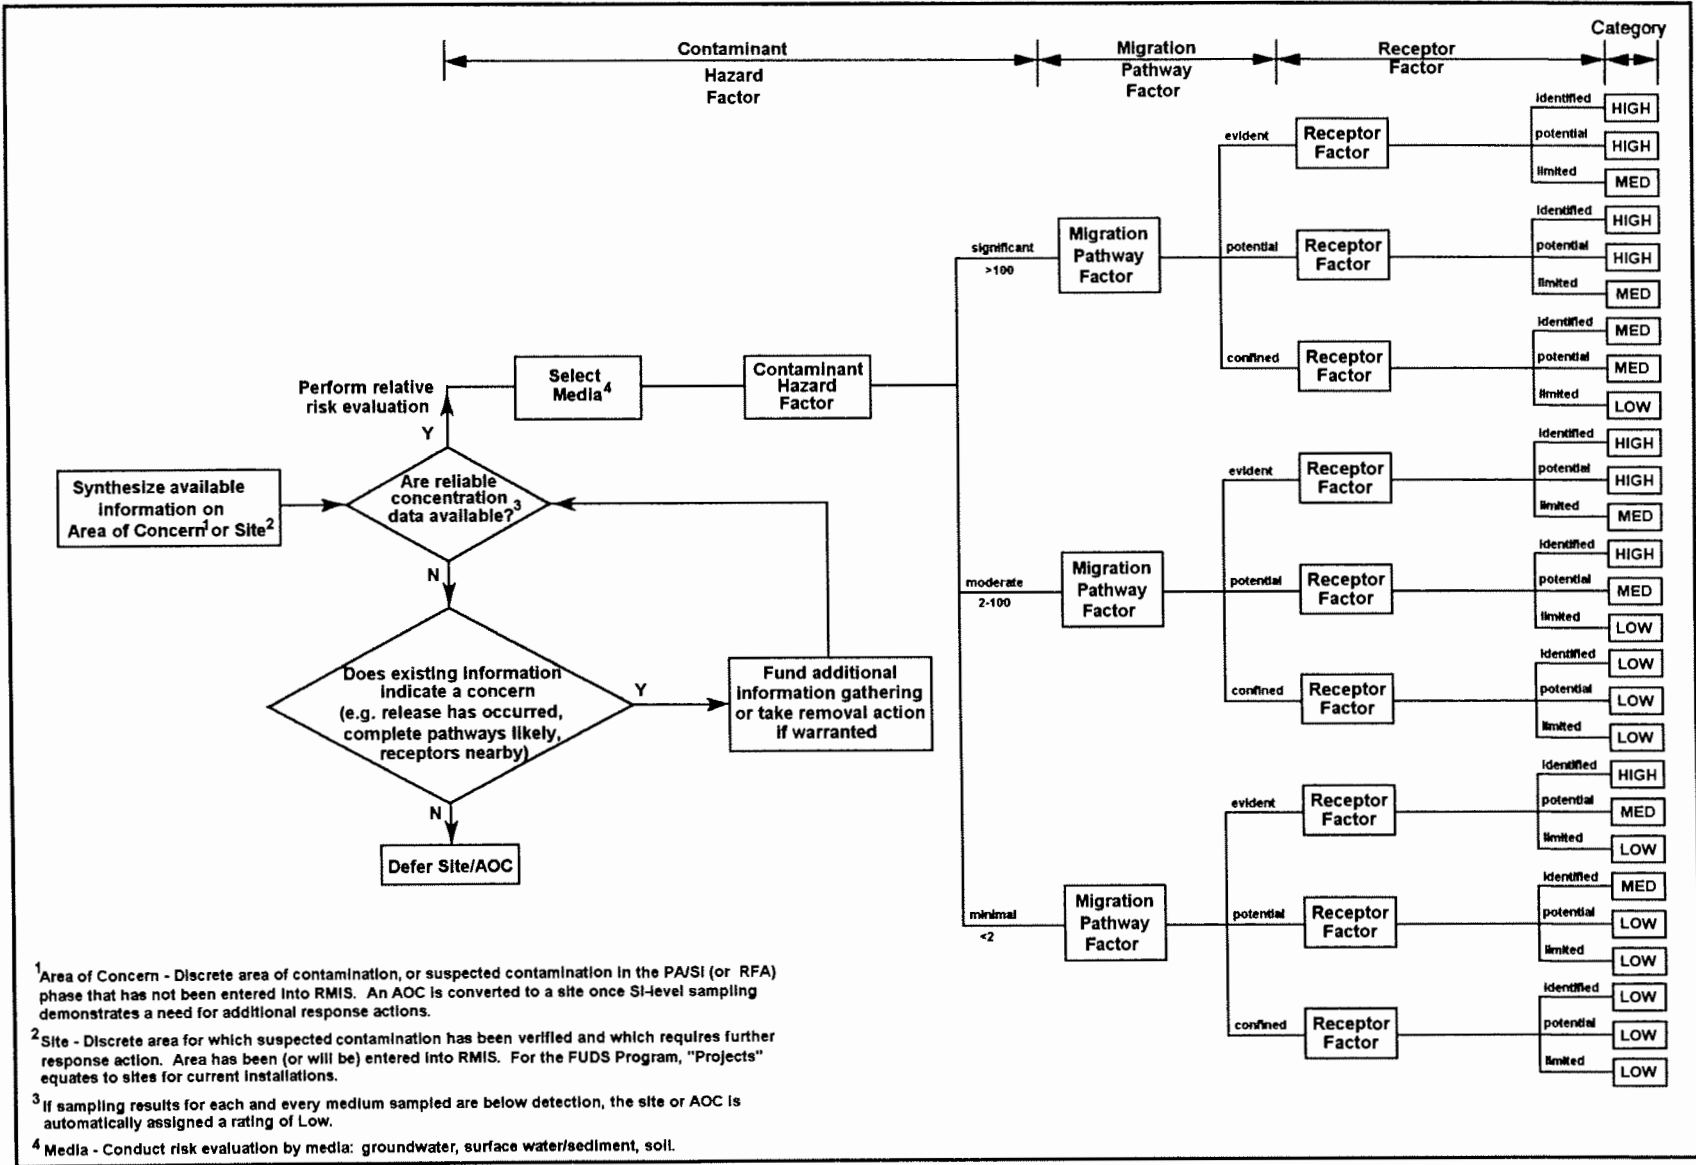 Category
Contaminant
Hazard
Factor
Migration
Pathway
Factor
Receptor
Factor
Synthesize available
information on
Area of Concern1 or Site2
Are reliable
concentration
data available?3
Y
Perform relative
risk evaluation
Select
Media4
Contaminant
Hazard
Factor
N
Does existing information
indicate a concern
(e.g. release has occurred,
complete pathways likely,
receptors nearby)
Y
Fund additional
information gathering
or take removal action
if warranted
N
Defer Site/AOC
significant
>100
Migration
Pathway
Factor
evident
Receptor
Factor
identified
HIGH
potential
HIGH
limited
MED
potential
Receptor
Factor
identified
HIGH
potential
HIGH
limited
MED
confined
Receptor
Factor
identified
MED
potential
MED
limited
LOW
moderate
2-100
Migration
Pathway
Factor
evident
Receptor
Factor
identified
HIGH
potential
HIGH
limited
MED
potential
Receptor
Factor
identified
HIGH
potential
MED
limited
LOW
confined
Receptor
Factor
identified
LOW
potential
LOW
limited
LOW
minimal
<2
Migration
Pathway
Factor
evident
Receptor
Factor
identified
HIGH
potential
MED
limited
LOW
potential
Receptor
Factor
identified
MED
potential
LOW
limited
LOW
confined
Receptor
Factor
identified
LOW
potential
LOW
limited
LOW
1Area of Concern - Discrete area of contamination, or suspected contamination in the PA/SI (or RFA)
phase that has not been entered into RMIS. An AOC is converted to a site once SI-level sampling
demonstrates a need for additional response actions.
2Site - Discrete area for which suspected contamination has been verified and which requires further
response action. Area has been (or will be) entered into RMIS. For the FUDS Program, "Projects"
equates to sites for current installations.
3If sampling results for each and every medium sampled are below detection, the site or AOC is
automatically assigned a rating of Low.
4 Media - Conduct risk evaluation by media: groundwater, surface water/sediment, soil.